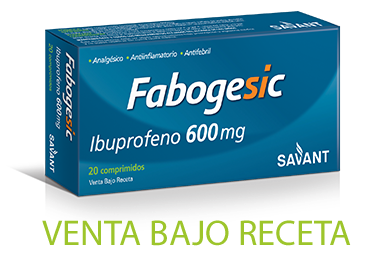 • Analgésico • Antiinflamatorio • Antifebril
Fabogesic
Ibuprofeno 600 mg
20 comprimidos
Venta Bajo Receta
SAVANT
Fabogesic
Ibuprofeno 600 mg
20 comprimidos
VENTA BAJO RECETA